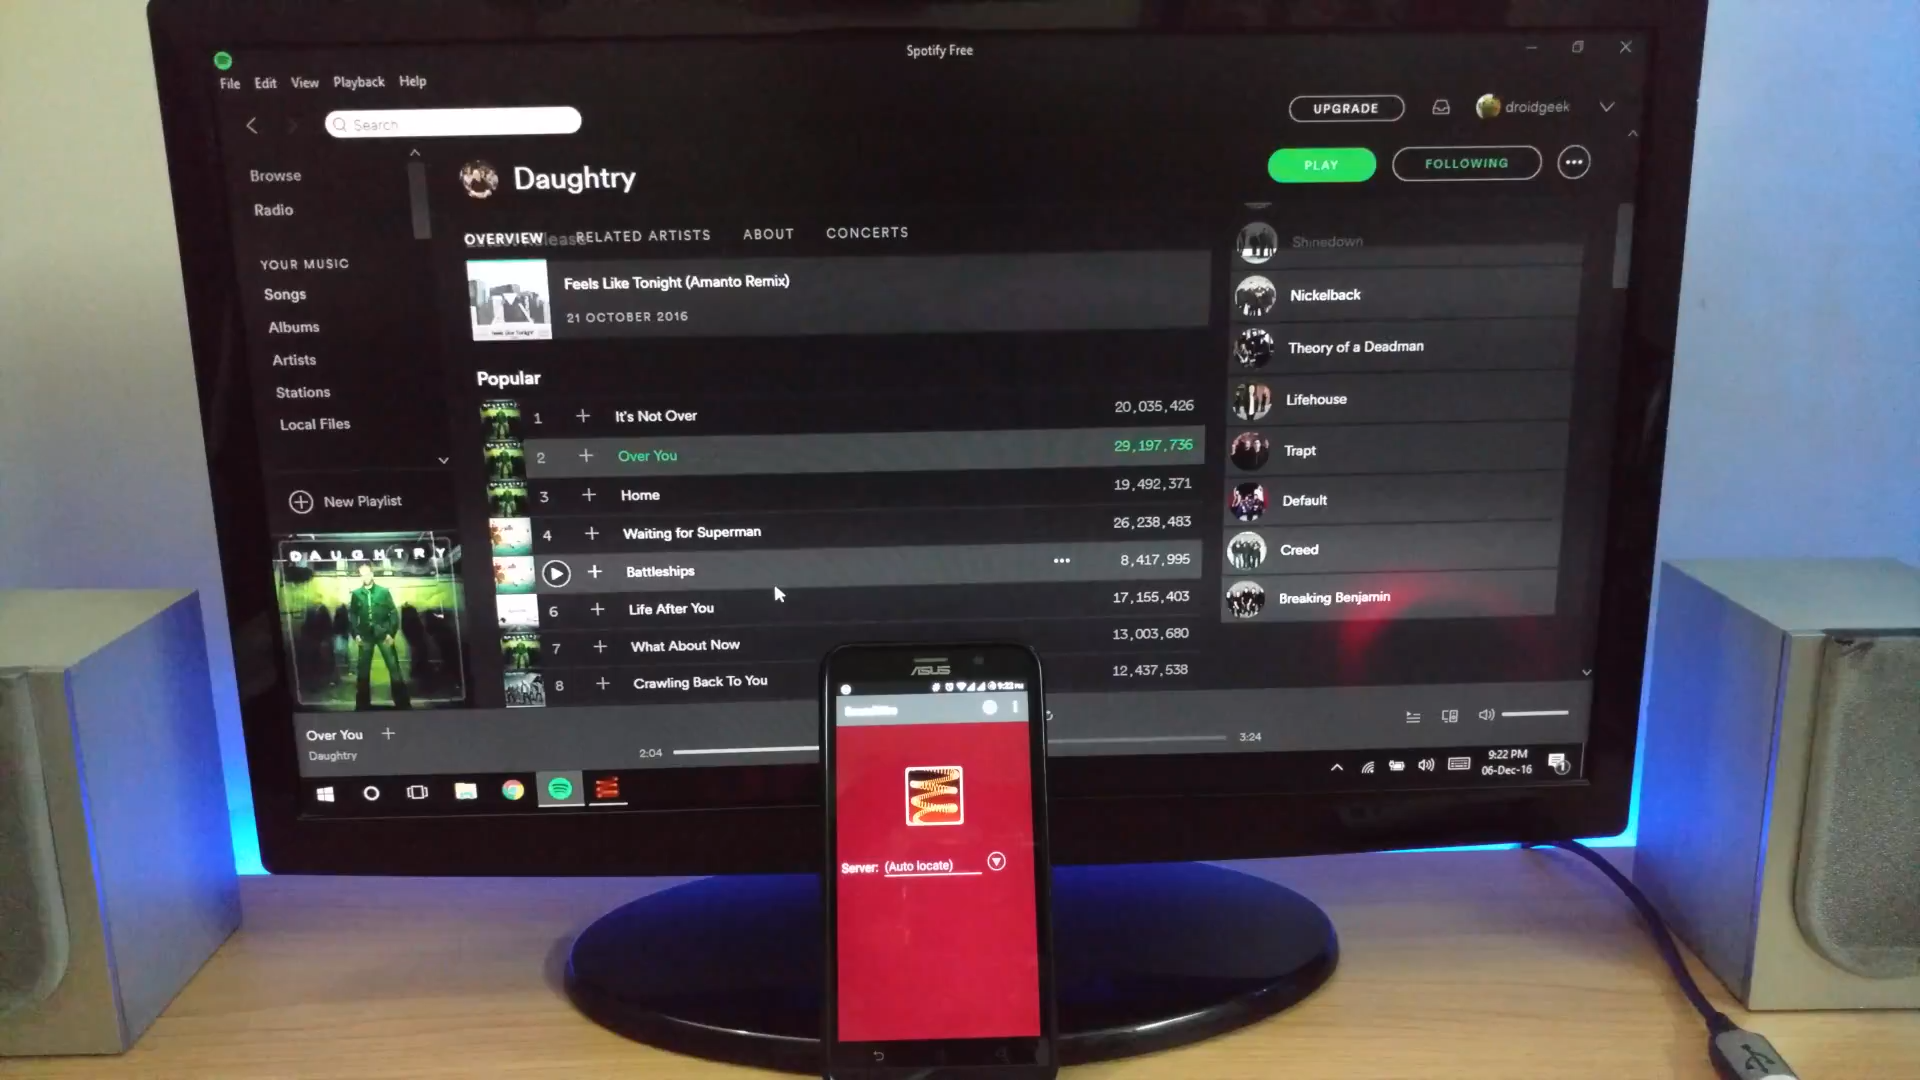 Spotify Free
File Edit View Playback Help
Search
UPGRADE
droidgeek
Browse
Radio
YOUR MUSIC
Songs
Albums
Artists
Stations
Local Files
New Playlist
DAUGHTRY
Over You
Daughtry
Daughtry
PLAY
FOLLOWING
OVERVIEW RELATED ARTISTS ABOUT CONCERTS
Feels Like Tonight (Amanto Remix)
21 OCTOBER 2016
Popular
1 It's Not Over 20,035,426
2 Over You 29,197,736
3 Home 19,492,371
4 Waiting for Superman 26,238,483
Battleships 8,417,995
6 Life After You 17,155,403
7 What About Now 13,003,680
8 Crawling Back To You 12,437,538
Shinedown
Nickelback
Theory of a Deadman
Lifehouse
Trapt
Default
Creed
Breaking Benjamin
2:04
3:24
9:22 PM
06-Dec-16
ASUS
9:22 PM
SoundWire
Server: (Auto locate)